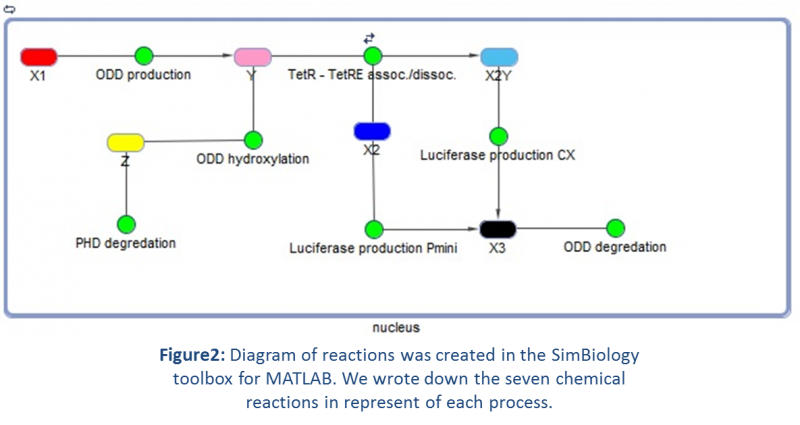 X1
ODD production
Y
TetR - TetRE assoc./dissoc.
X2Y
Z
ODD hydroxylation
X2
Luciferase production CX
PHD degredation
Luciferase production Pmini
X3
ODD degredation
nucleus
Figure2: Diagram of reactions was created in the SimBiology
toolbox for MATLAB. We wrote down the seven chemical
reactions in represent of each process.